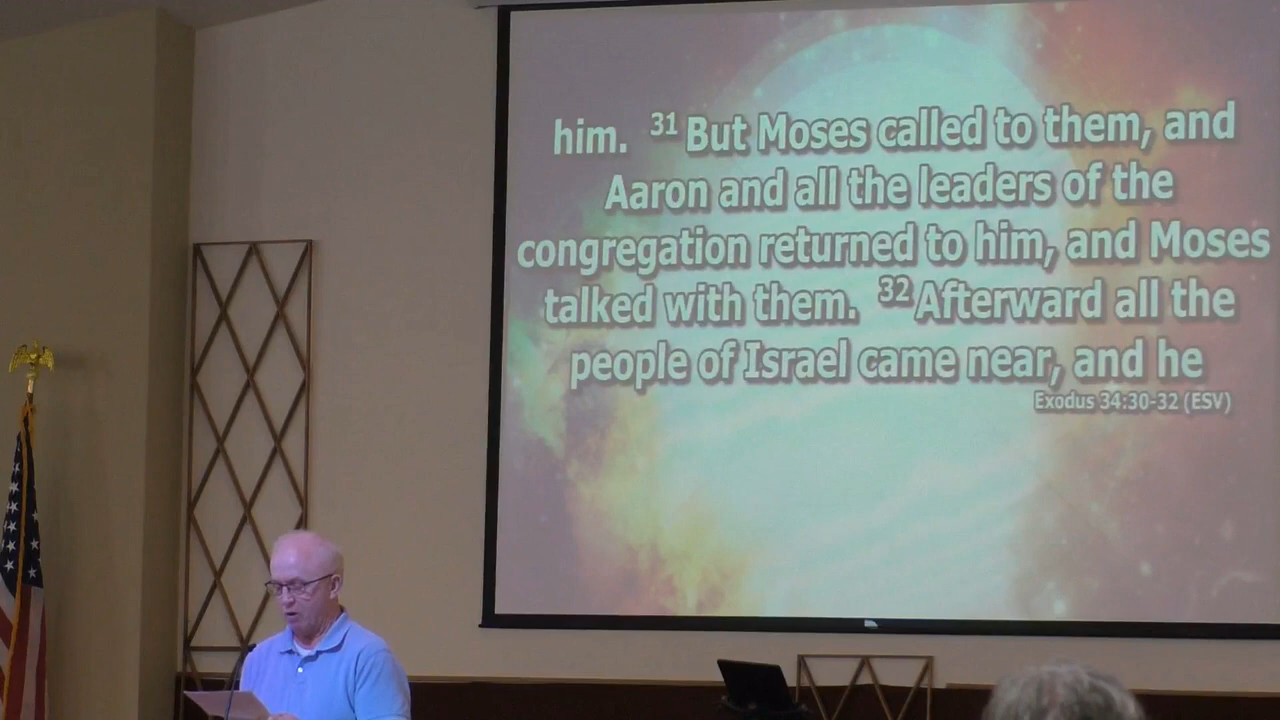 him. 31 But Moses called to them, and
Aaron and all the leaders of the
congregation returned to him, and Moses
talked with them. 32 Afterward all the
people of Israel came near, and he
Exodus 34:30-32 (ESV)